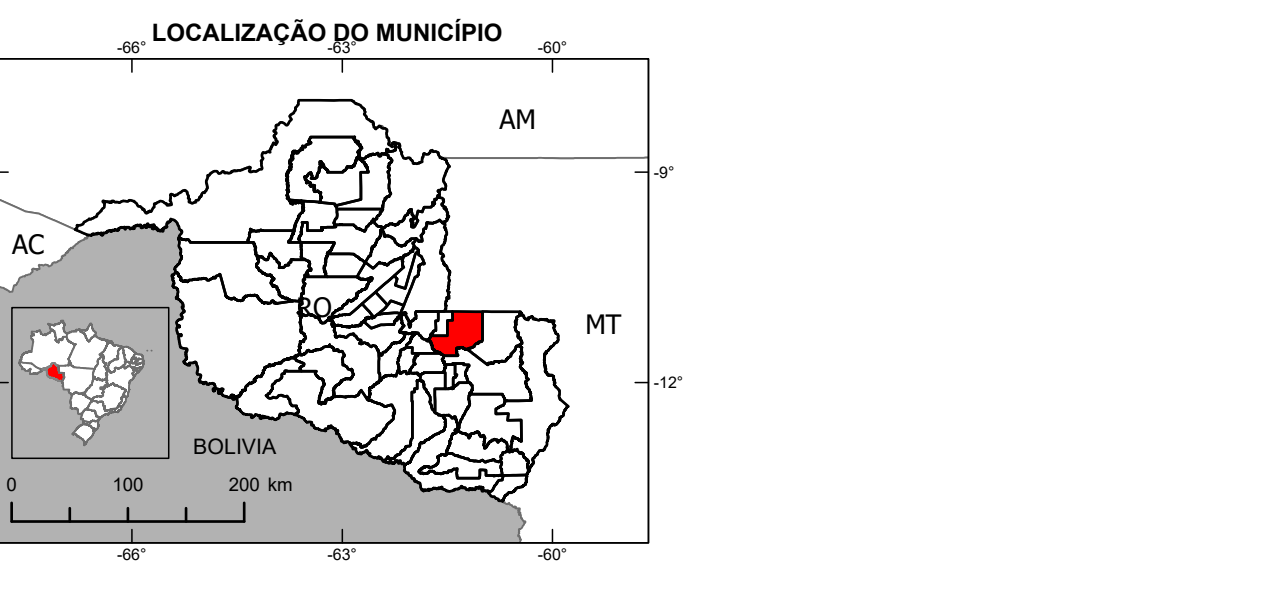 LOCALIZAÇÃO DO MUNICÍPIO
-66° -63° -60°
AM
-9°
AC
RO
MT
-12°
BOLIVIA
0 100 200 km
-66° -63° -60°